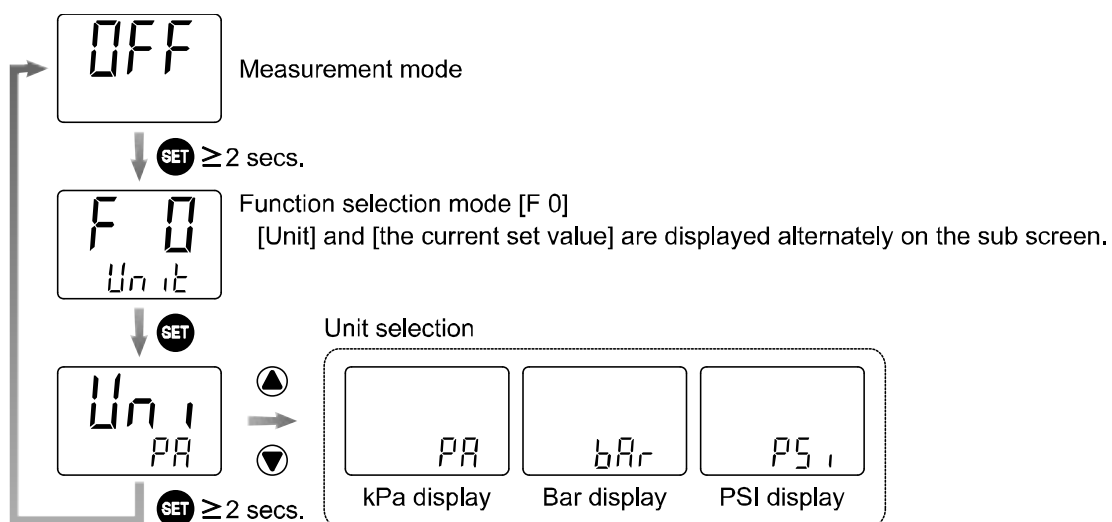 OFF
Measurement mode
SET ≧2 secs.
F 0
Unit
Function selection mode [F 0]
[Unit] and [the current set value] are displayed alternately on the sub screen.
SET
Unit selection
Uni
PA
PA
bAr
PSi
kPa display
Bar display
PSI display
SET ≧2 secs.